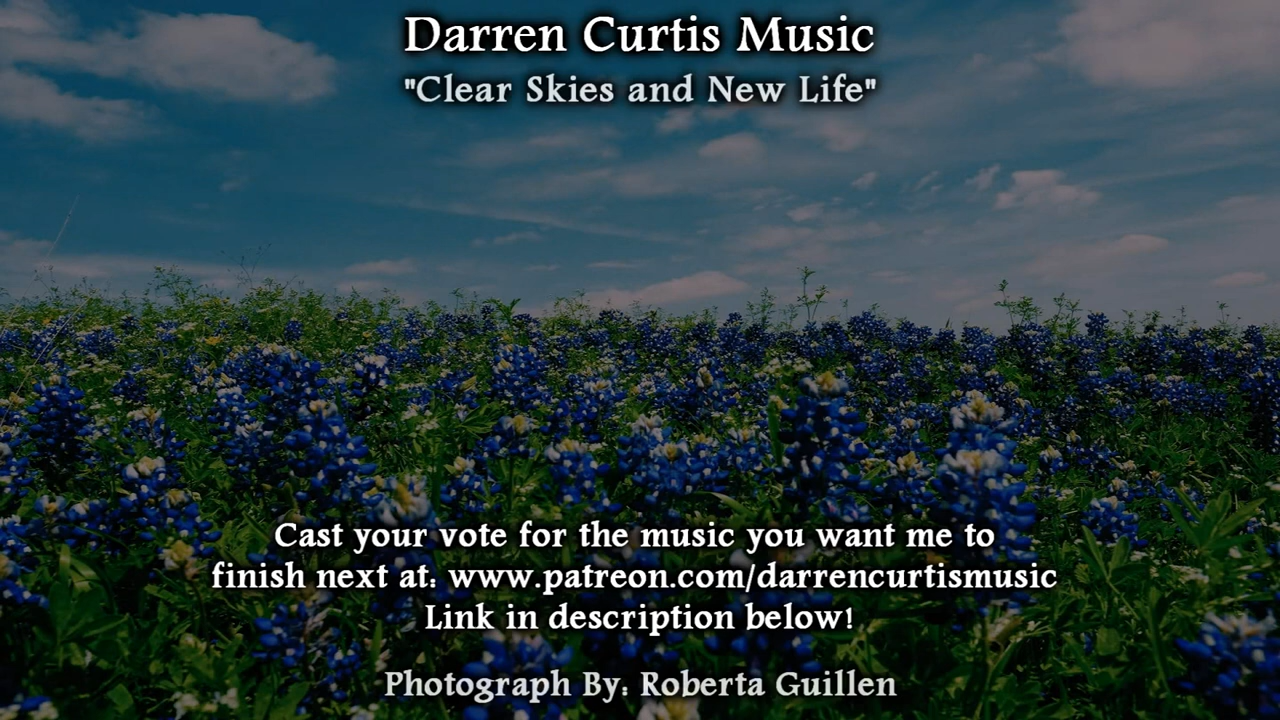 Darren Curtis Music
"Clear Skies and New Life"
Cast your vote for the music you want me to
finish next at: www.patreon.com/darrencurtismusic
Link in description below!
Photograph By: Roberta Guillen